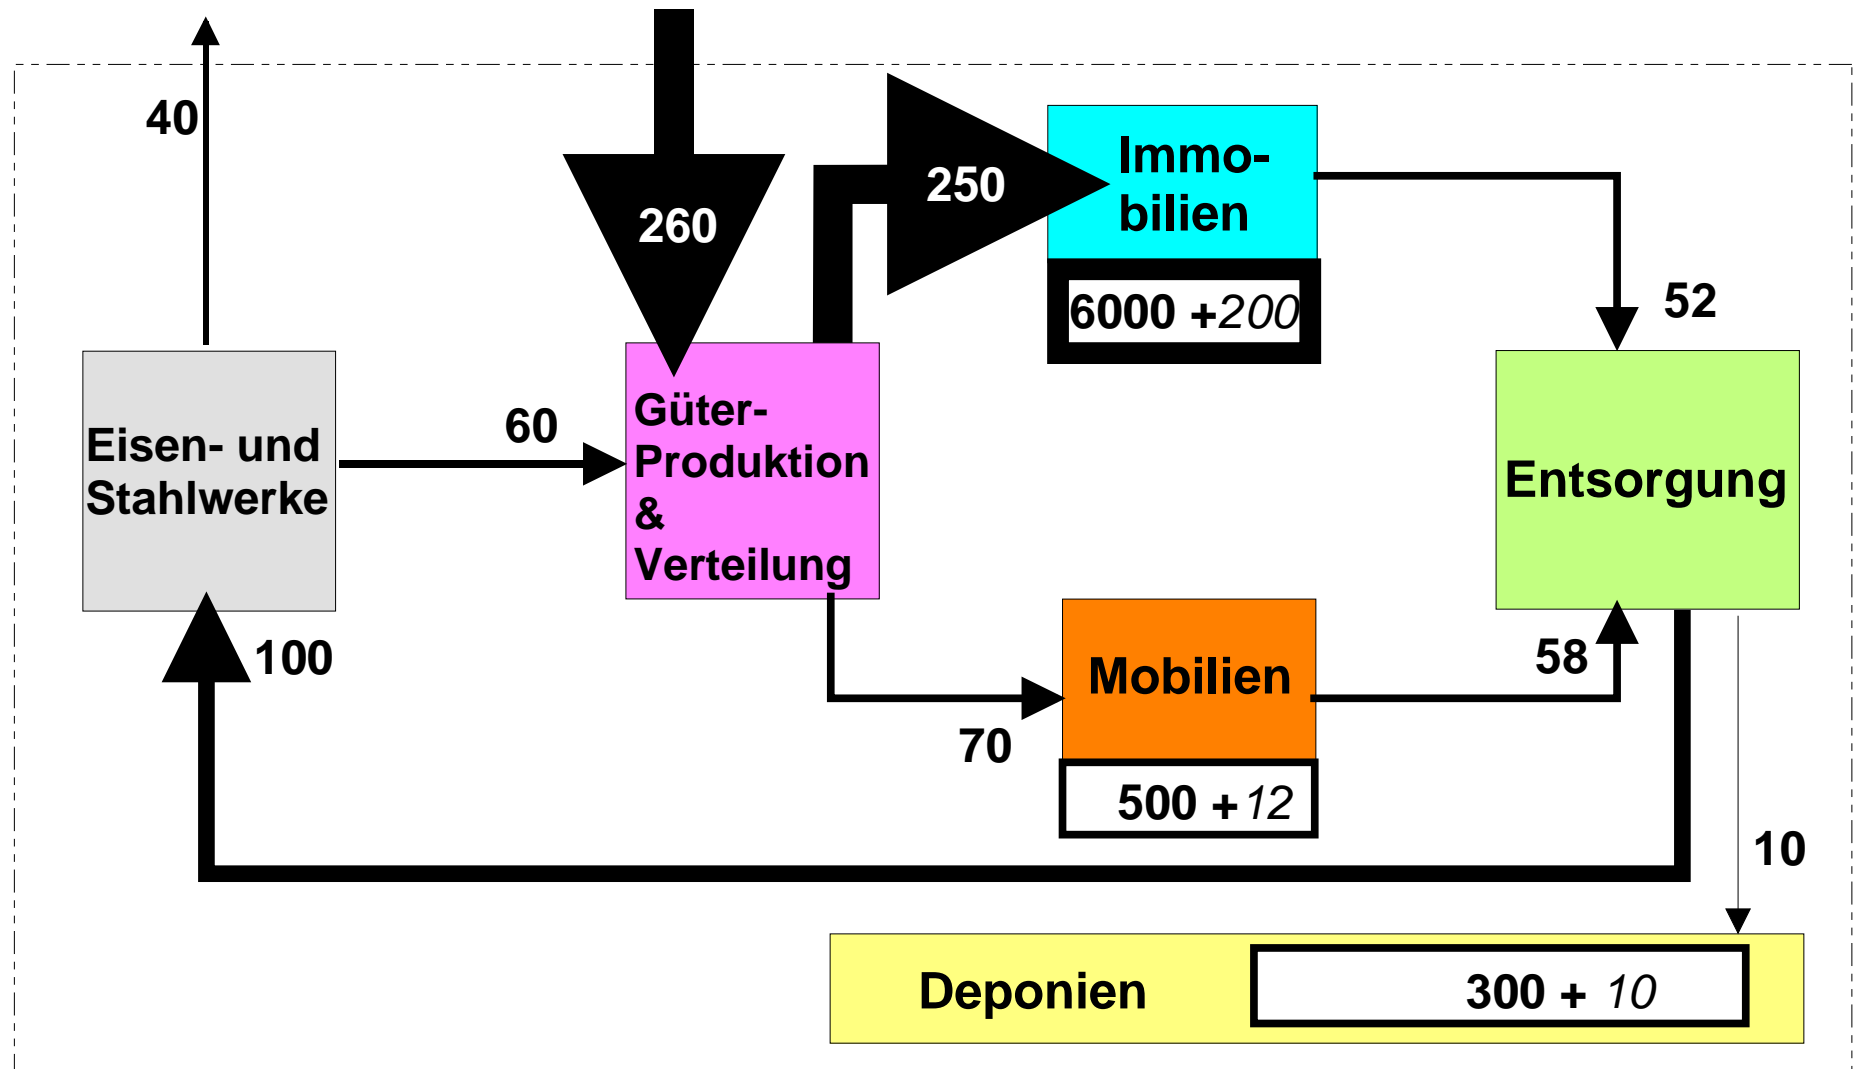 40
260
250
Immo-
bilien
6000 +200
52
Eisen- und
Stahlwerke
60
Güter-
Produktion
&
Verteilung
Entsorgung
100
70
Mobilien
500 +12
58
10
Deponien
300 + 10